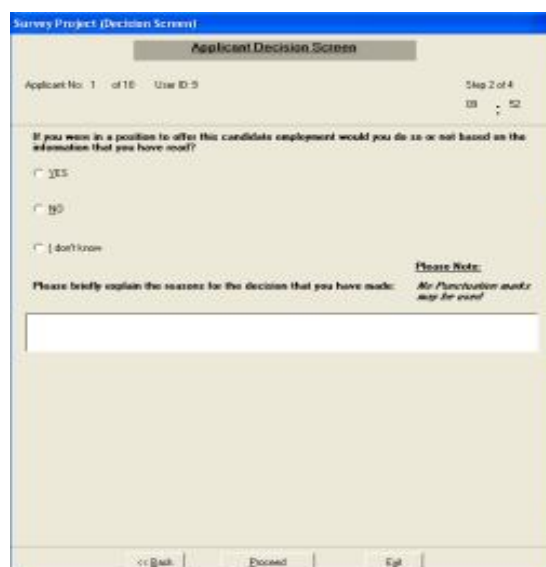 Survey Project (Decision Screen)
Applicant Decision Screen
Applicant No: 1 of 10 User ID: 9 Step 2 of 4
09 : 52
If you were in a position to offer this candidate employment would you do so or not based on the
information that you have read?
YES
NO
I don't know
Please Note:
Please briefly explain the reasons for the decision that you have made: No Punctuation marks
may be used
<< Back Proceed Exit